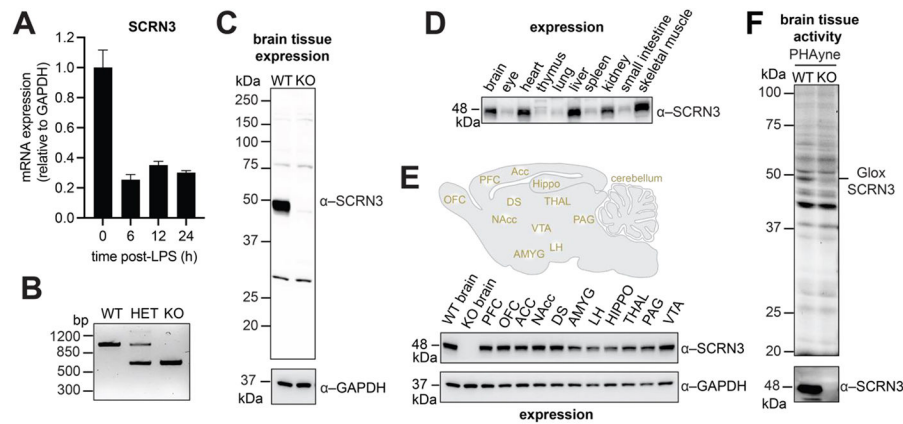 A
SCRN3
mRNA expression
(relative to GAPDH)
1.2
1.0
0.8
0.6
0.4
0.2
0.0
0 6 12 24
time post-LPS (h)
B
WT HET KO
bp
1200
850
500
300
C
brain tissue
expression
kDa WT KO
250
150
100
75
50
37
25
20
α–SCRN3
37
kDa
α–GAPDH
D
expression
brain
eye
heart
thymus
lung
liver
spleen
kidney
small intestine
skeletal muscle
48
kDa
α–SCRN3
E
OFC
PFC
Acc
Hippo
cerebellum
DS
THAL
NAcc
PAG
VTA
LH
AMYG
WT brain
KO brain
PFC
OFC
ACC
NAcc
DS
AMYG
LH
HIPPO
THAL
PAG
VTA
48
kDa
α–SCRN3
37
kDa
α–GAPDH
expression
F
brain tissue
activity
PHAyne
kDa WT KO
100
75
50
37
25
20
Glox
SCRN3
48
kDa
α–SCRN3